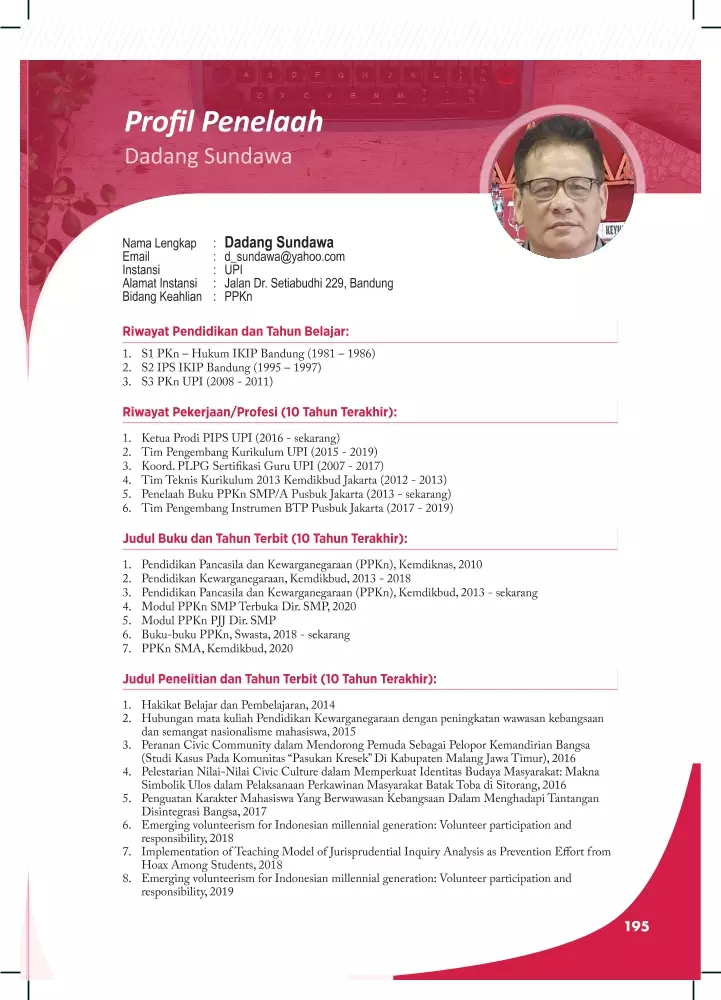 Profil Penelaah
Dadang Sundawa
Nama Lengkap : Dadang Sundawa
Email : d_sundawa@yahoo.com
Instansi : UPI
Alamat Instansi : Jalan Dr. Setiabudhi 229, Bandung
Bidang Keahlian : PPKn
Riwayat Pendidikan dan Tahun Belajar:
1. S1 PKn – Hukum IKIP Bandung (1981 – 1986)
2. S2 IPS IKIP Bandung (1995 – 1997)
3. S3 PKn UPI (2008 - 2011)
Riwayat Pekerjaan/Profesi (10 Tahun Terakhir):
1. Ketua Prodi PIPS UPI (2016 - sekarang)
2. Tim Pengembang Kurikulum UPI (2015 - 2019)
3. Koord. PLPG Sertifikasi Guru UPI (2007 - 2017)
4. Tim Teknis Kurikulum 2013 Kemdikbud Jakarta (2012 - 2013)
5. Penelaah Buku PPKn SMP/A Pusbuk Jakarta (2013 - sekarang)
6. Tim Pengembang Instrumen BTP Pusbuk Jakarta (2017 - 2019)
Judul Buku dan Tahun Terbit (10 Tahun Terakhir):
1. Pendidikan Pancasila dan Kewarganegaraan (PPKn), Kemdiknas, 2010
2. Pendidikan Kewarganegaraan, Kemdikbud, 2013 - 2018
3. Pendidikan Pancasila dan Kewarganegaraan (PPKn), Kemdikbud, 2013 - sekarang
4. Modul PPKn SMP Terbuka Dir. SMP, 2020
5. Modul PPKn PJJ Dir. SMP
6. Buku-buku PPKn, Swasta, 2018 - sekarang
7. PPKn SMA, Kemdikbud, 2020
Judul Penelitian dan Tahun Terbit (10 Tahun Terakhir):
1. Hakikat Belajar dan Pembelajaran, 2014
2. Hubungan mata kuliah Pendidikan Kewarganegaraan dengan peningkatan wawasan kebangsaan
dan semangat nasionalisme mahasiswa, 2015
3. Peranan Civic Community dalam Mendorong Pemuda Sebagai Pelopor Kemandirian Bangsa
(Studi Kasus Pada Komunitas “Pasukan Kresek” Di Kabupaten Malang Jawa Timur), 2016
4. Pelestarian Nilai-Nilai Civic Culture dalam Memperkuat Identitas Budaya Masyarakat: Makna
Simbolik Ulos dalam Pelaksanaan Perkawinan Masyarakat Batak Toba di Sitorang, 2016
5. Penguatan Karakter Mahasiswa Yang Berwawasan Kebangsaan Dalam Menghadapi Tantangan
Disintegrasi Bangsa, 2017
6. Emerging volunteerism for Indonesian millennial generation: Volunteer participation and
responsibility, 2018
7. Implementation of Teaching Model of Jurisprudential Inquiry Analysis as Prevention Effort from
Hoax Among Students, 2018
8. Emerging volunteerism for Indonesian millennial generation: Volunteer participation and
responsibility, 2019
195